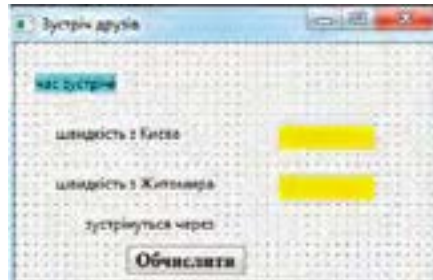 Зустріч друзів
час зустрічі
швидкість з Києва
швидкість з Житомира
зустрінуться через
Обчислити